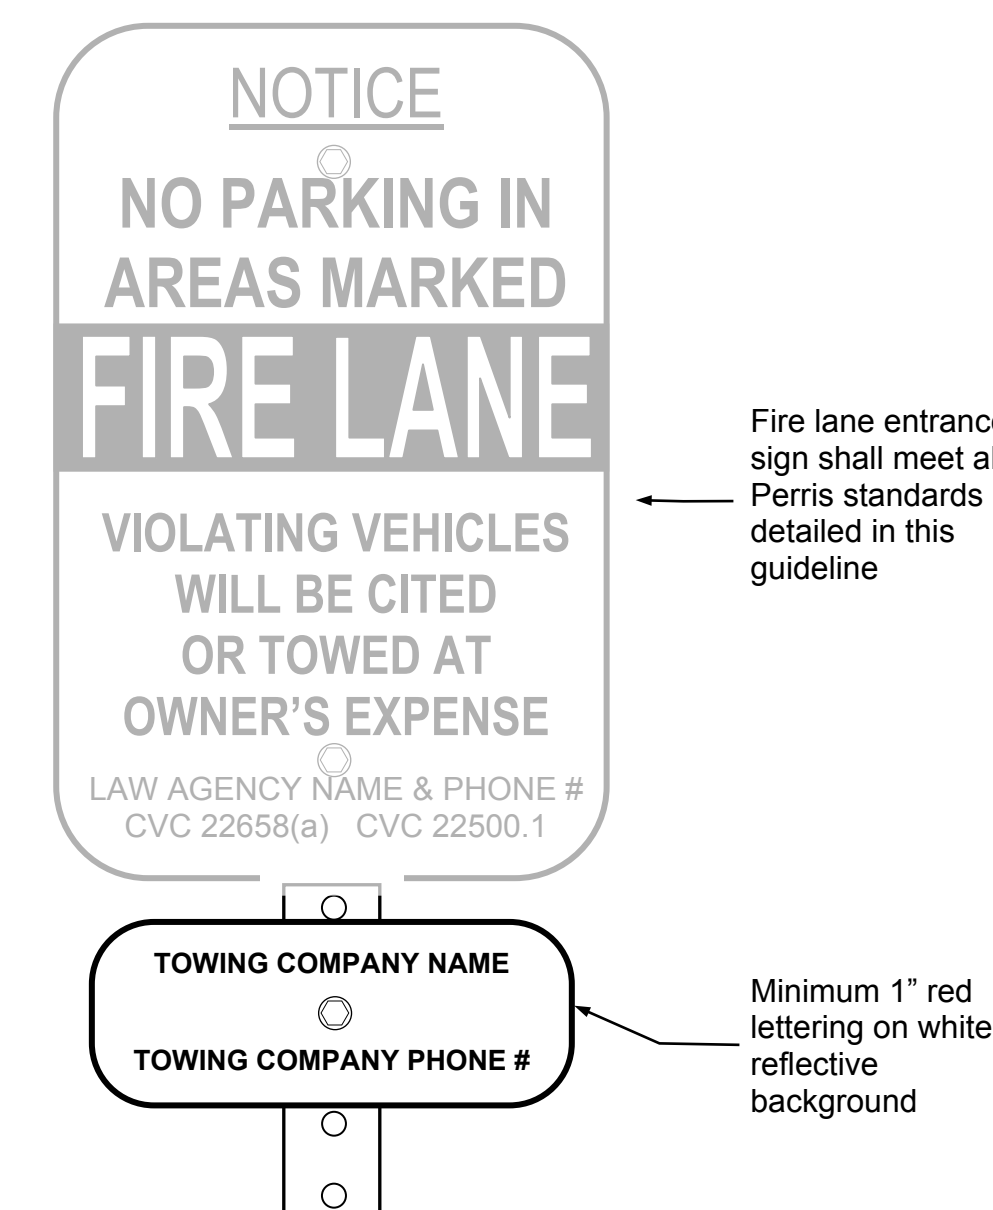 NOTICE
NO PARKING IN
AREAS MARKED
FIRE LANE
VIOLATING VEHICLES
WILL BE CITED
OR TOWED AT
OWNER’S EXPENSE
LAW AGENCY NAME & PHONE #
CVC 22658(a) CVC 22500.1
TOWING COMPANY NAME
TOWING COMPANY PHONE #
Fire lane entrance
sign shall meet al
Perris standards
detailed in this
guideline
Minimum 1” red
lettering on white
reflective
background